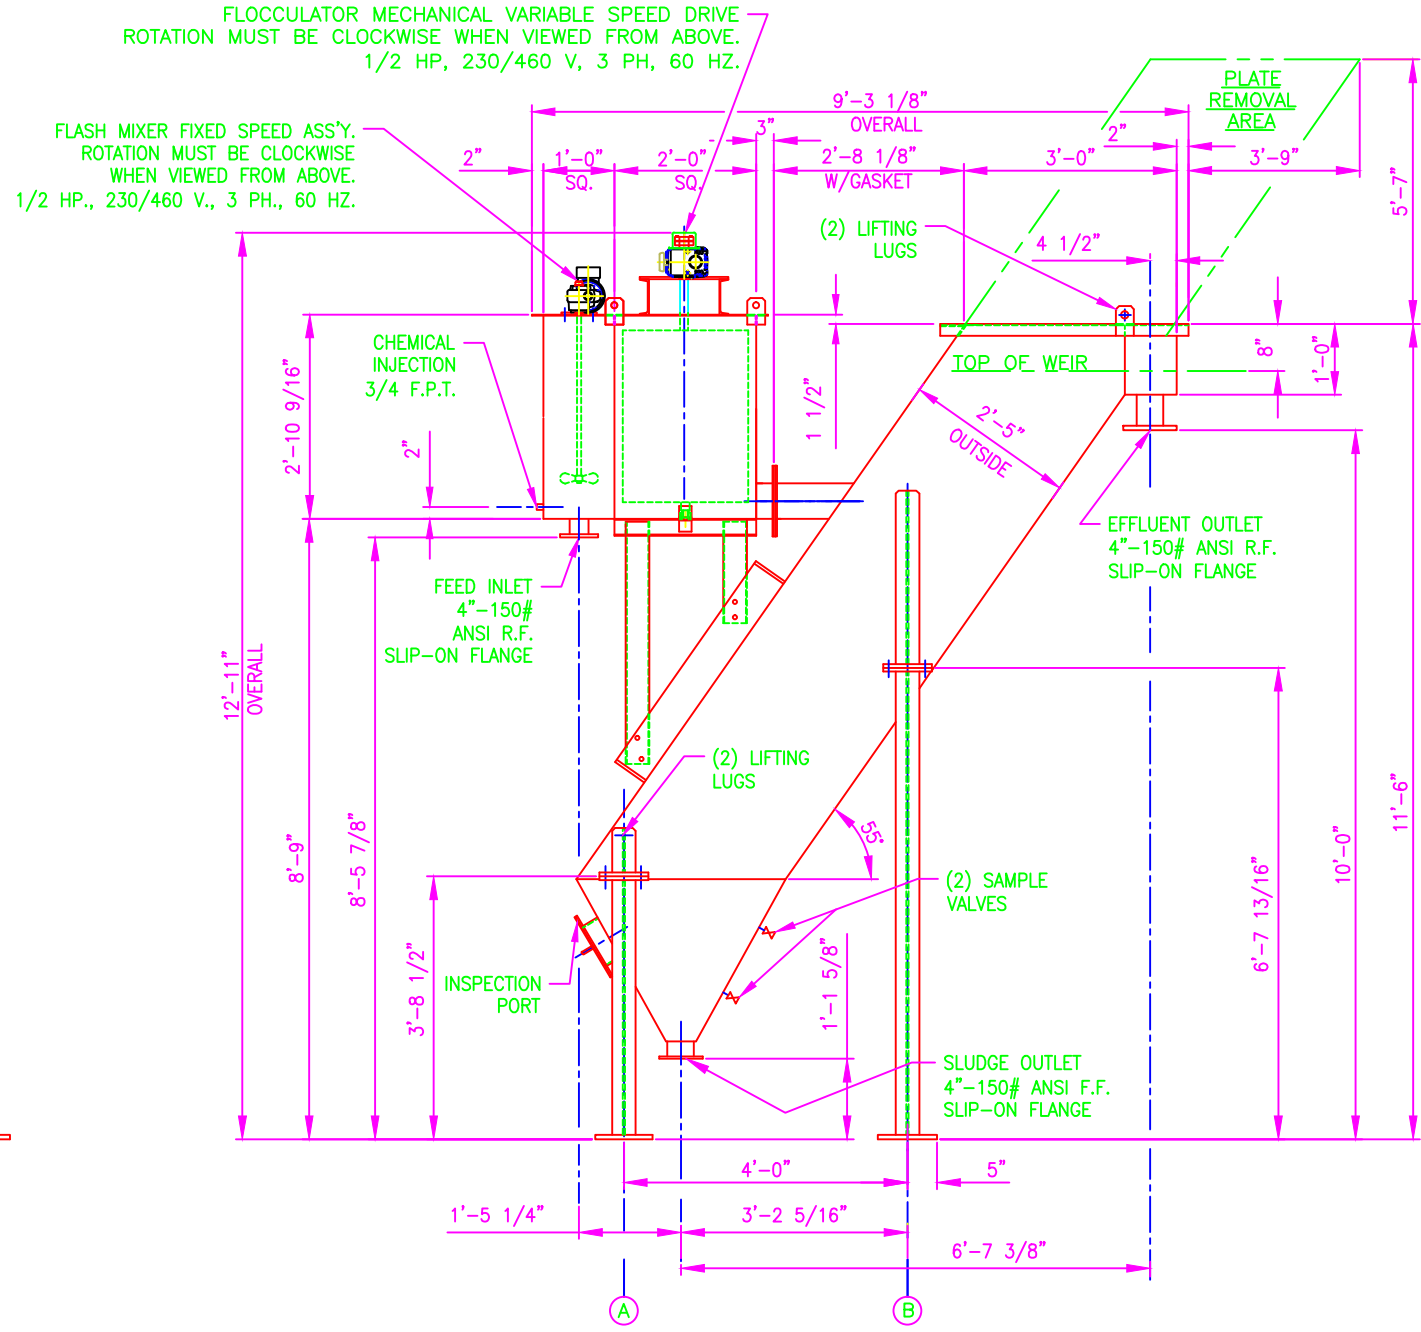 FLOCCULATOR MECHANICAL VARIABLE SPEED DRIVE
ROTATION MUST BE CLOCKWISE WHEN VIEWED FROM ABOVE.
1/2 HP, 230/460 V, 3 PH, 60 HZ.
PLATE
REMOVAL
AREA
9'-3 1/8"
OVERALL
FLASH MIXER FIXED SPEED ASS'Y.
ROTATION MUST BE CLOCKWISE
WHEN VIEWED FROM ABOVE.
1/2 HP., 230/460 V., 3 PH., 60 HZ.
2"
1'-0"
SQ.
2'-0"
SQ.
3"
2'-8 1/8"
W/GASKET
3'-0"
2"
3'-9"
5'-7"
(2) LIFTING
LUGS
4 1/2"
CHEMICAL
INJECTION
3/4 F.P.T.
2'-10 9/16"
2"
1 1/2"
TOP OF WEIR
8"
1'-0"
2'-5"
OUTSIDE
EFFLUENT OUTLET
4"-150# ANSI R.F.
SLIP-ON FLANGE
FEED INLET
4"-150#
ANSI R.F.
SLIP-ON FLANGE
12'-11"
OVERALL
(2) LIFTING
LUGS
8'-9"
8'-5 7/8"
55°
11'-6"
10'-0"
(2) SAMPLE
VALVES
6'-7 13/16"
3'-8 1/2"
INSPECTION
PORT
1'-1 5/8"
SLUDGE OUTLET
4"-150# ANSI F.F.
SLIP-ON FLANGE
4'-0"
5"
1'-5 1/4"
3'-2 5/16"
6'-7 3/8"
A
B